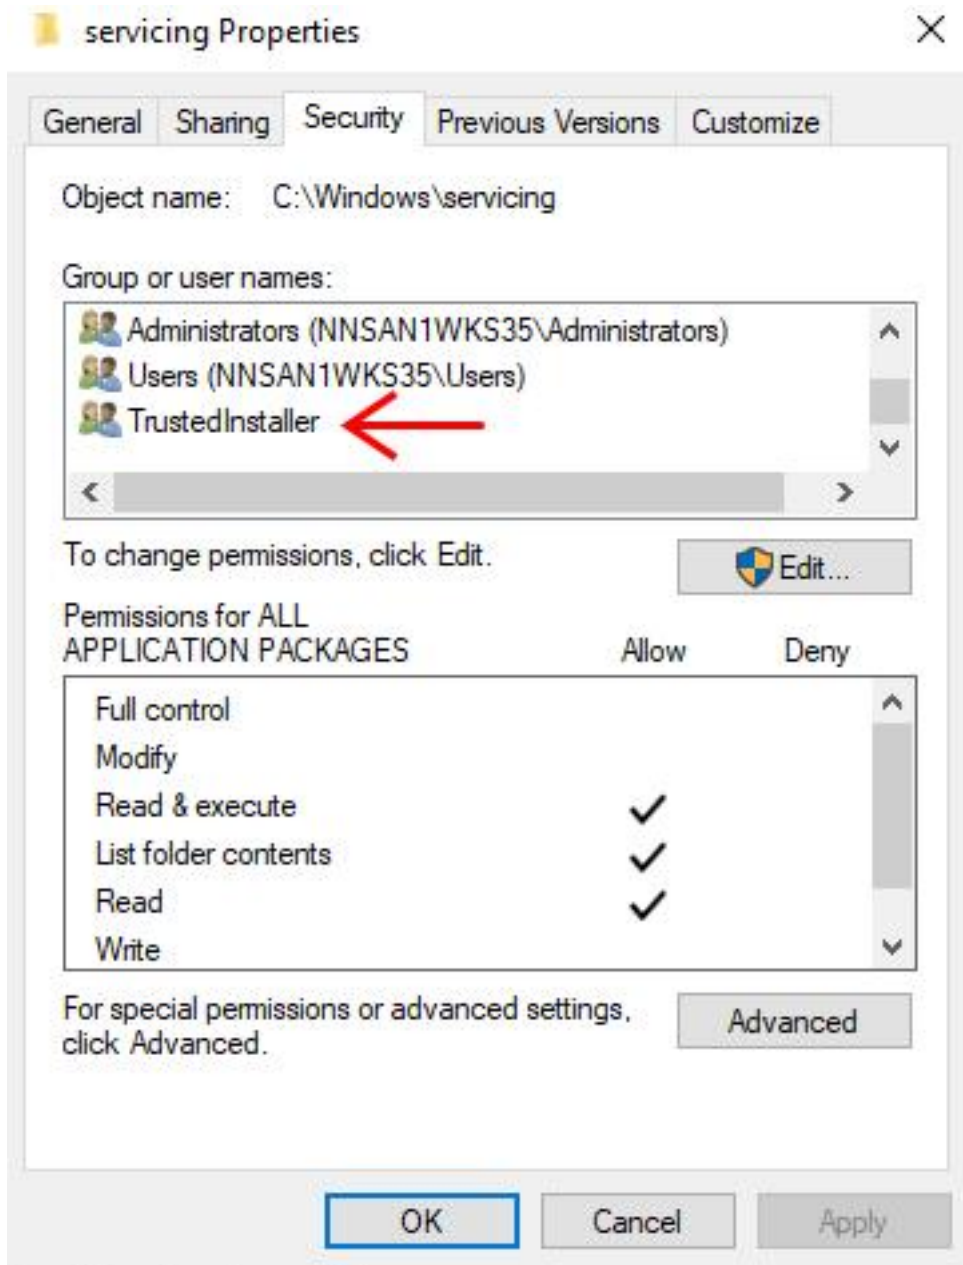 servicing Properties
General Sharing Security Previous Versions Customize
Object name: C:\Windows\servicing
Group or user names:
Administrators (NNSAN1WKS35\Administrators)
Users (NNSAN1WKS35\Users)
TrustedInstaller
To change permissions, click Edit.
Edit...
Permissions for ALL
APPLICATION PACKAGES Allow Deny
Full control
Modify
Read & execute
List folder contents
Read
Write
For special permissions or advanced settings,
click Advanced.
Advanced
OK Cancel Apply